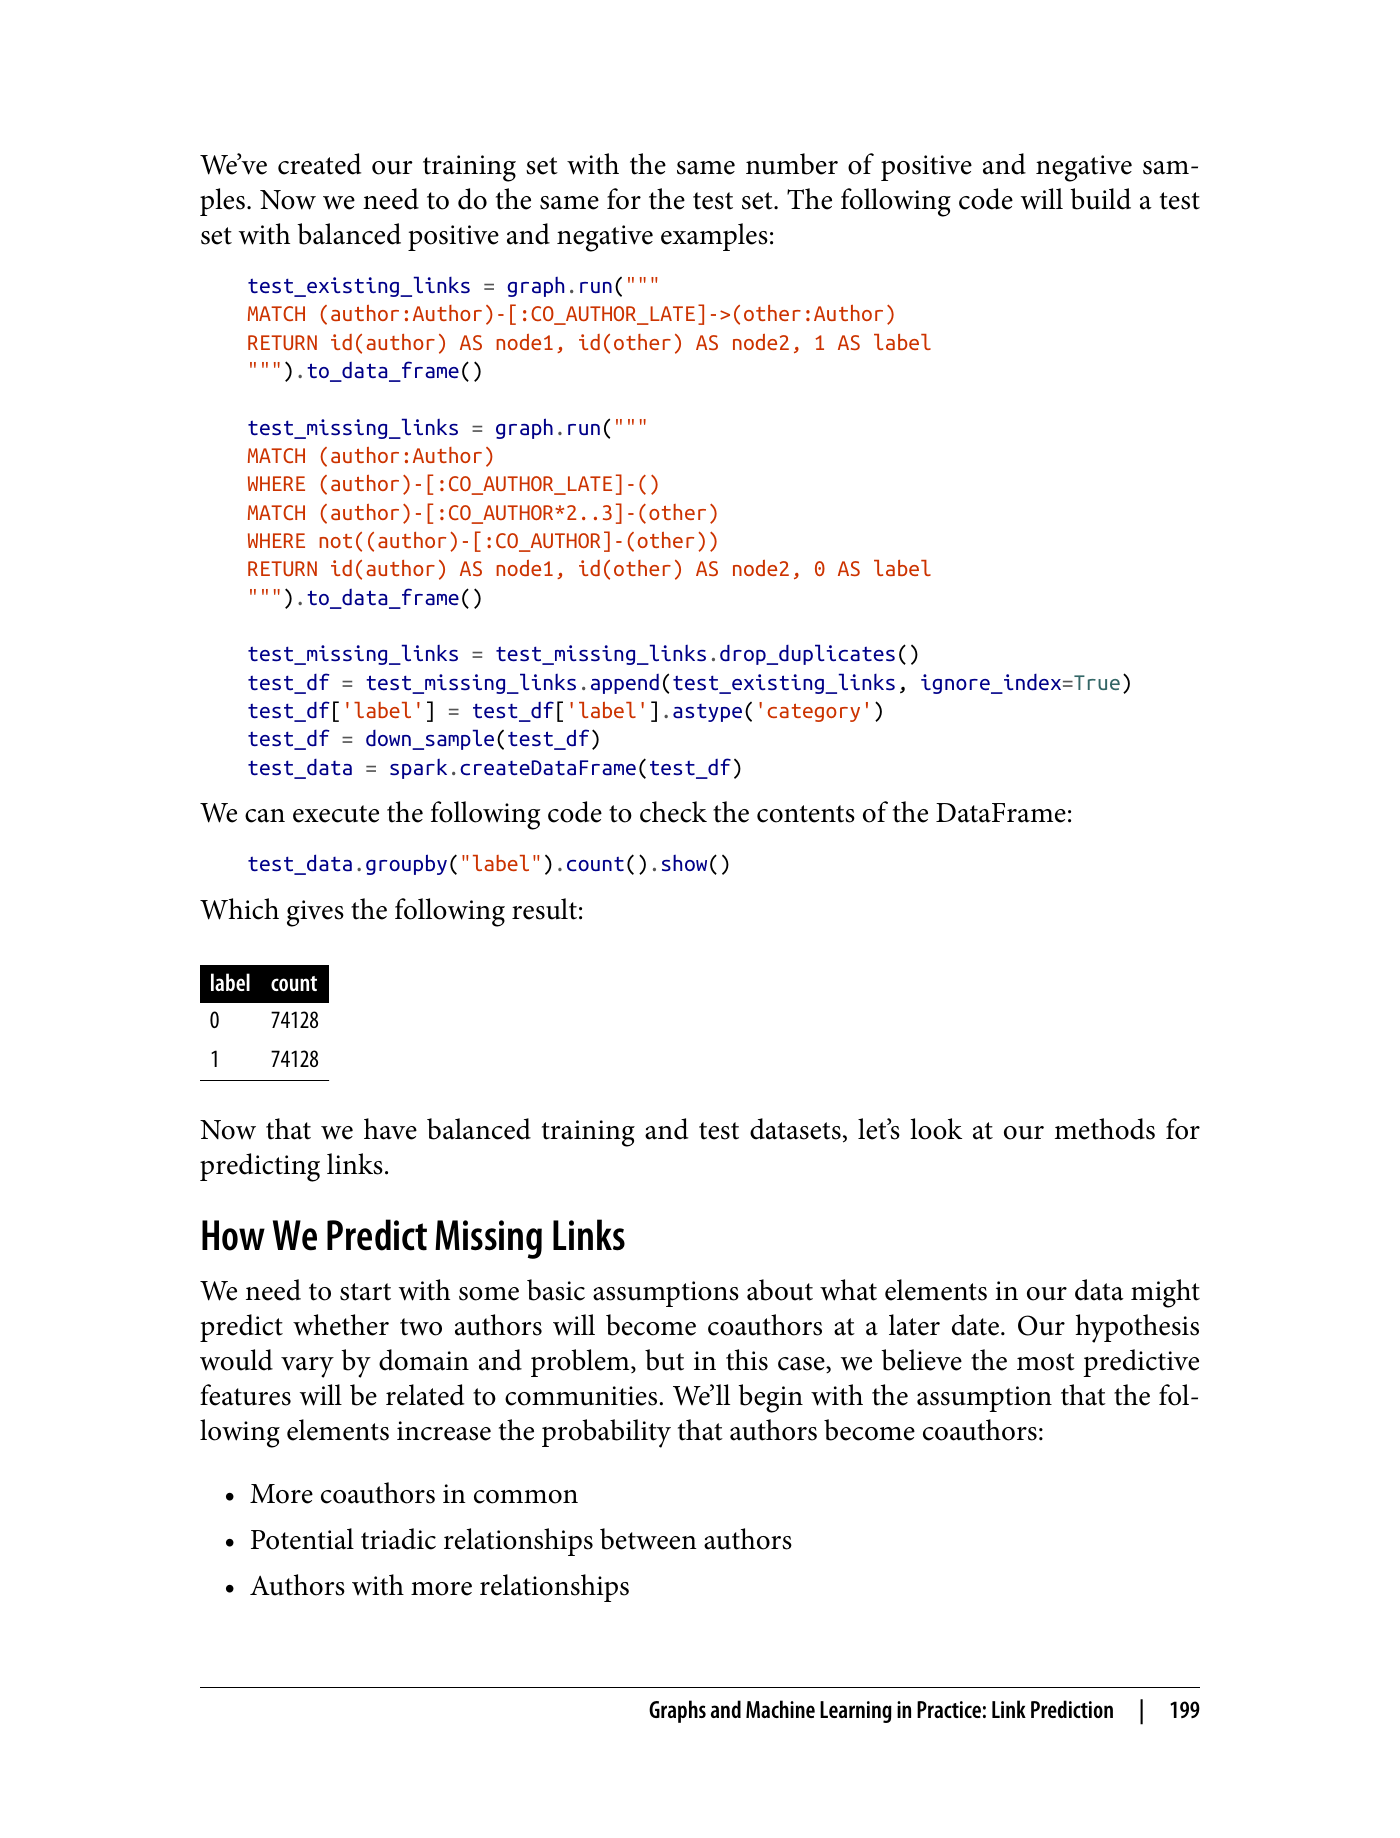 We’ve created our training set with the same number of positive and negative sam-
ples. Now we need to do the same for the test set. The following code will build a test
set with balanced positive and negative examples:
test_existing_links = graph.run("""
MATCH (author:Author)-[:CO_AUTHOR_LATE]->(other:Author)
RETURN id(author) AS node1, id(other) AS node2, 1 AS label
""").to_data_frame()
test_missing_links = graph.run("""
MATCH (author:Author)
WHERE (author)-[:CO_AUTHOR_LATE]-()
MATCH (author)-[:CO_AUTHOR*2..3]-(other)
WHERE not((author)-[:CO_AUTHOR]-(other))
RETURN id(author) AS node1, id(other) AS node2, 0 AS label
""").to_data_frame()
test_missing_links = test_missing_links.drop_duplicates()
test_df = test_missing_links.append(test_existing_links, ignore_index=True)
test_df['label'] = test_df['label'].astype('category')
test_df = down_sample(test_df)
test_data = spark.createDataFrame(test_df)
We can execute the following code to check the contents of the DataFrame:
test_data.groupby("label").count().show()
Which gives the following result:
label count
0 74128
1 74128
Now that we have balanced training and test datasets, let’s look at our methods for
predicting links.
How We Predict Missing Links
We need to start with some basic assumptions about what elements in our data might
predict whether two authors will become coauthors at a later date. Our hypothesis
would vary by domain and problem, but in this case, we believe the most predictive
features will be related to communities. We’ll begin with the assumption that the fol-
lowing elements increase the probability that authors become coauthors:
• More coauthors in common
• Potential triadic relationships between authors
• Authors with more relationships
Graphs and Machine Learning in Practice: Link Prediction | 199